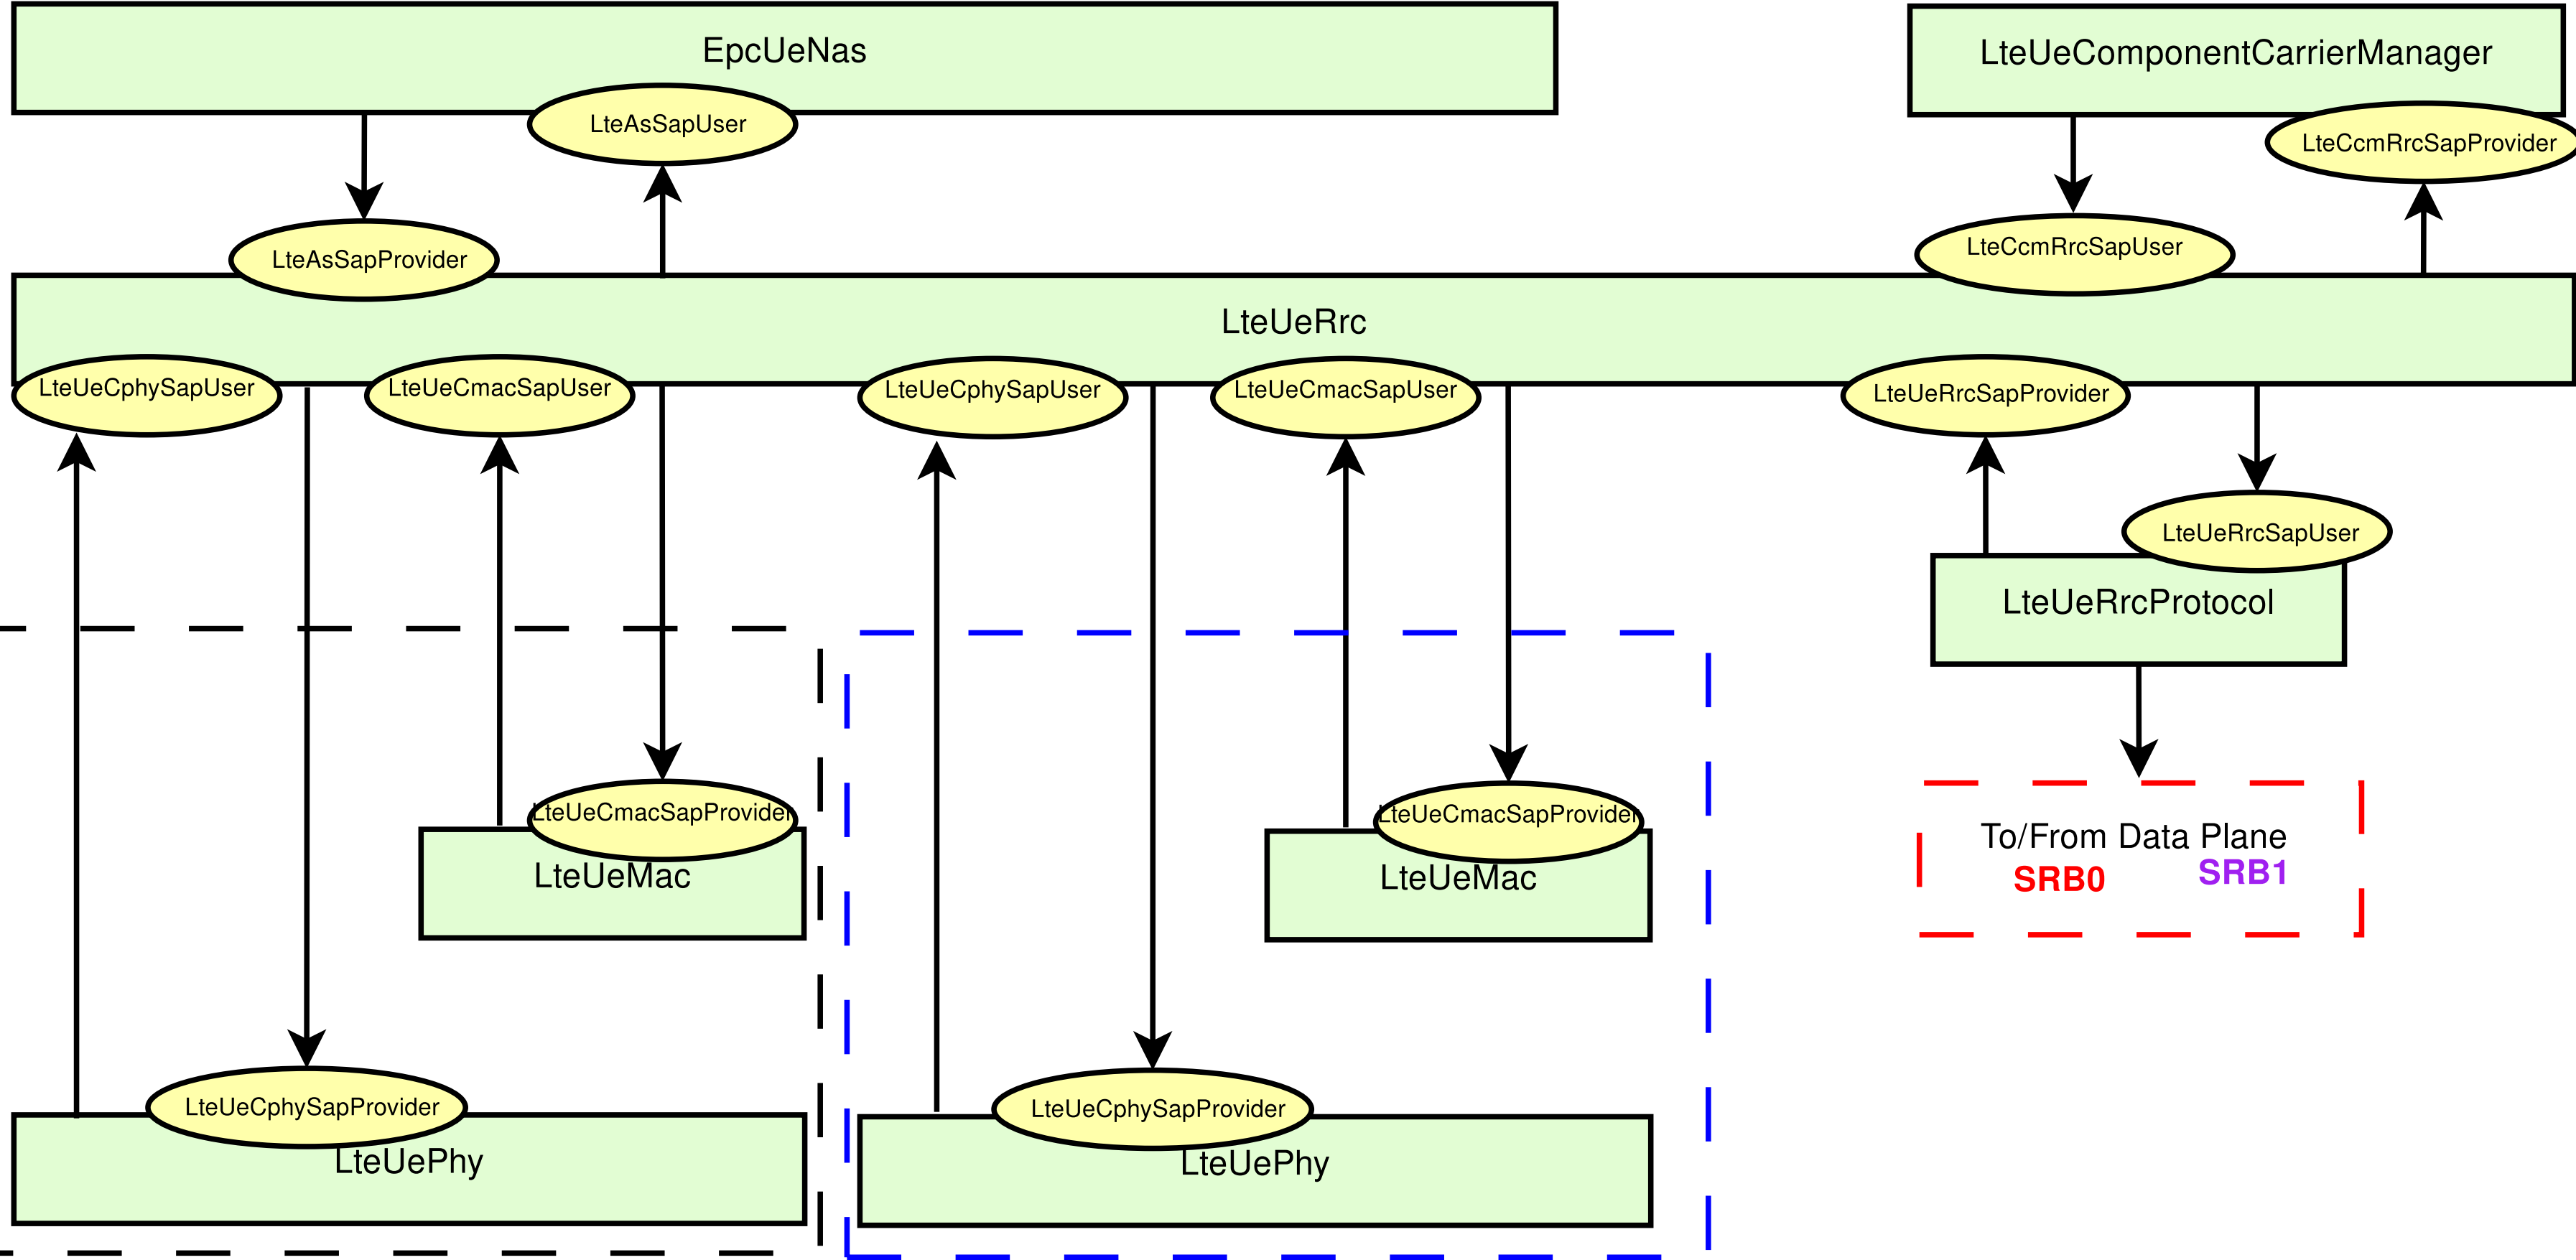 EpcUeNas
LteUeComponentCarrierManager
LteAsSapUser
LteCcmRrcSapProvider
LteAsSapProvider
LteCcmRrcSapUser
LteUeRrc
LteUeCphySapUser
LteUeCmacSapUser
LteUeCphySapUser
LteUeCmacSapUser
LteUeRrcSapProvider
LteUeRrcSapUser
LteUeRrcProtocol
LteUeCmacSapProvider
LteUeCmacSapProvider
To/From Data Plane
LteUeMac
LteUeMac
SRB0
SRB1
LteUeCphySapProvider
LteUeCphySapProvider
LteUePhy
LteUePhy